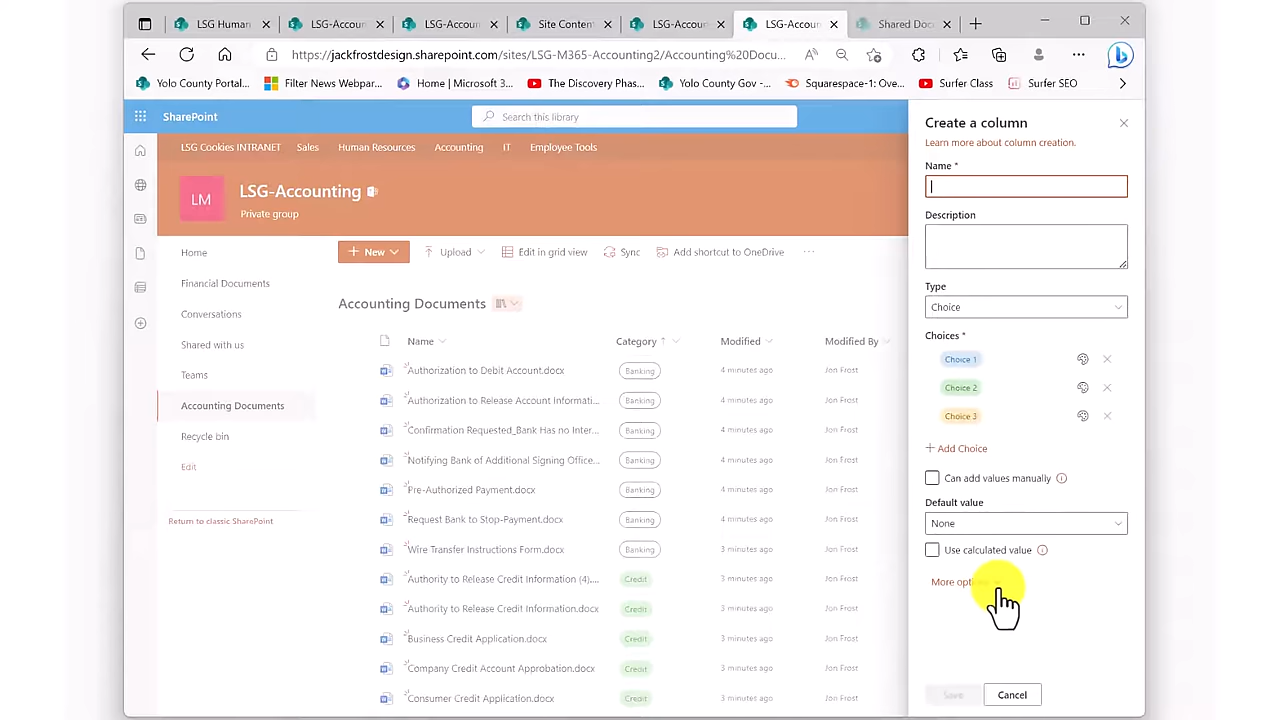 LSG Human
LSG-Accoun
LSG-Accoun
Site Content
LSG-Accou
LSG-Accou
Shared Doc
https://jackfrostdesign.sharepoint.com/sites/LSG-M365-Accounting2/Accounting%20Docu...
Yolo County Portal...
Filter News Webpar...
Home | Microsoft 3...
The Discovery Phas...
Yolo County Gov -...
Squarespace-1: Ove...
Surfer Class
Surfer SEO
SharePoint
Search this library
LSG Cookies INTRANET
Sales
Human Resources
Accounting
IT
Employee Tools
LM
LSG-Accounting
Private group
Home
Financial Documents
Conversations
Shared with us
Teams
Accounting Documents
Recycle bin
Edit
Return to classic SharePoint
+ New
Upload
Edit in grid view
Sync
Add shortcut to OneDrive
...
Accounting Documents
Name Category ↑ Modified Modified By
Authorization to Debit Account.docx Banking 4 minutes ago Jon Frost
Authorization to Release Account Informati... Banking 4 minutes ago Jon Frost
Confirmation Requested_Bank Has no Inter... Banking 4 minutes ago Jon Frost
Notifying Bank of Additional Signing Office... Banking 4 minutes ago Jon Frost
Pre-Authorized Payment.docx Banking 4 minutes ago Jon Frost
Request Bank to Stop-Payment.docx Banking 4 minutes ago Jon Frost
Wire Transfer Instructions Form.docx Banking 3 minutes ago Jon Frost
Authority to Release Credit Information (4)... Credit 3 minutes ago Jon Frost
Authority to Release Credit Information.docx Credit 3 minutes ago Jon Frost
Business Credit Application.docx Credit 3 minutes ago Jon Frost
Company Credit Account Approbation.docx Credit 3 minutes ago Jon Frost
Consumer Credit Application.docx Credit 3 minutes ago Jon Frost
Create a column
Learn more about column creation.
Name *
Description
Type
Choice
Choices *
Choice 1
Choice 2
Choice 3
+ Add Choice
Can add values manually
Default value
None
Use calculated value
More options
Save
Cancel